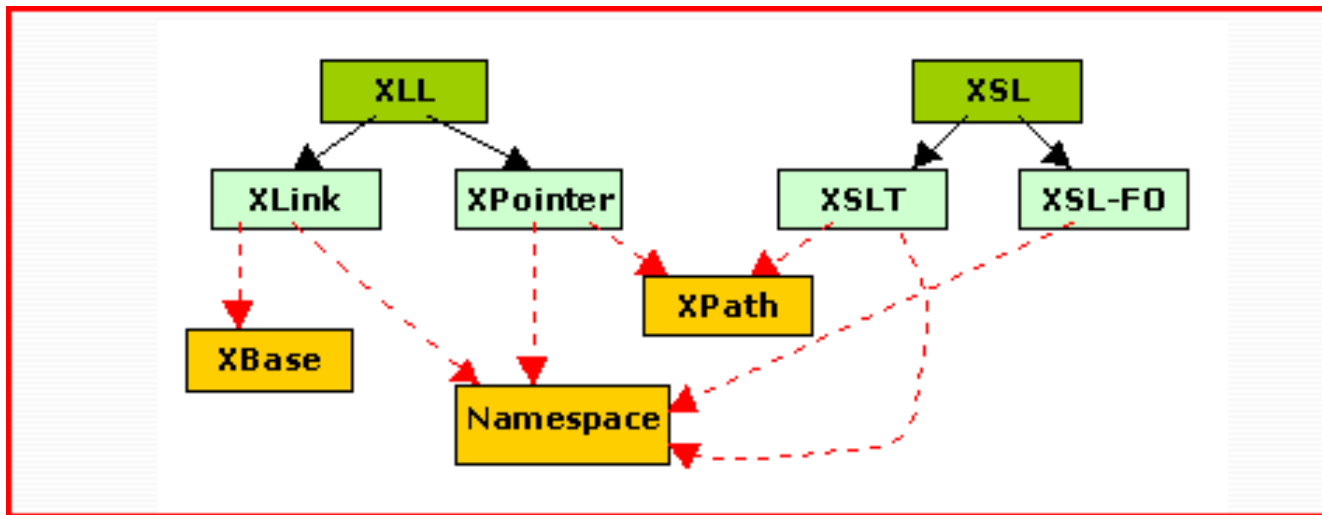 XLL
XSL
XLink
XPointer
XSLT
XSL-FO
XPath
XBase
Namespace